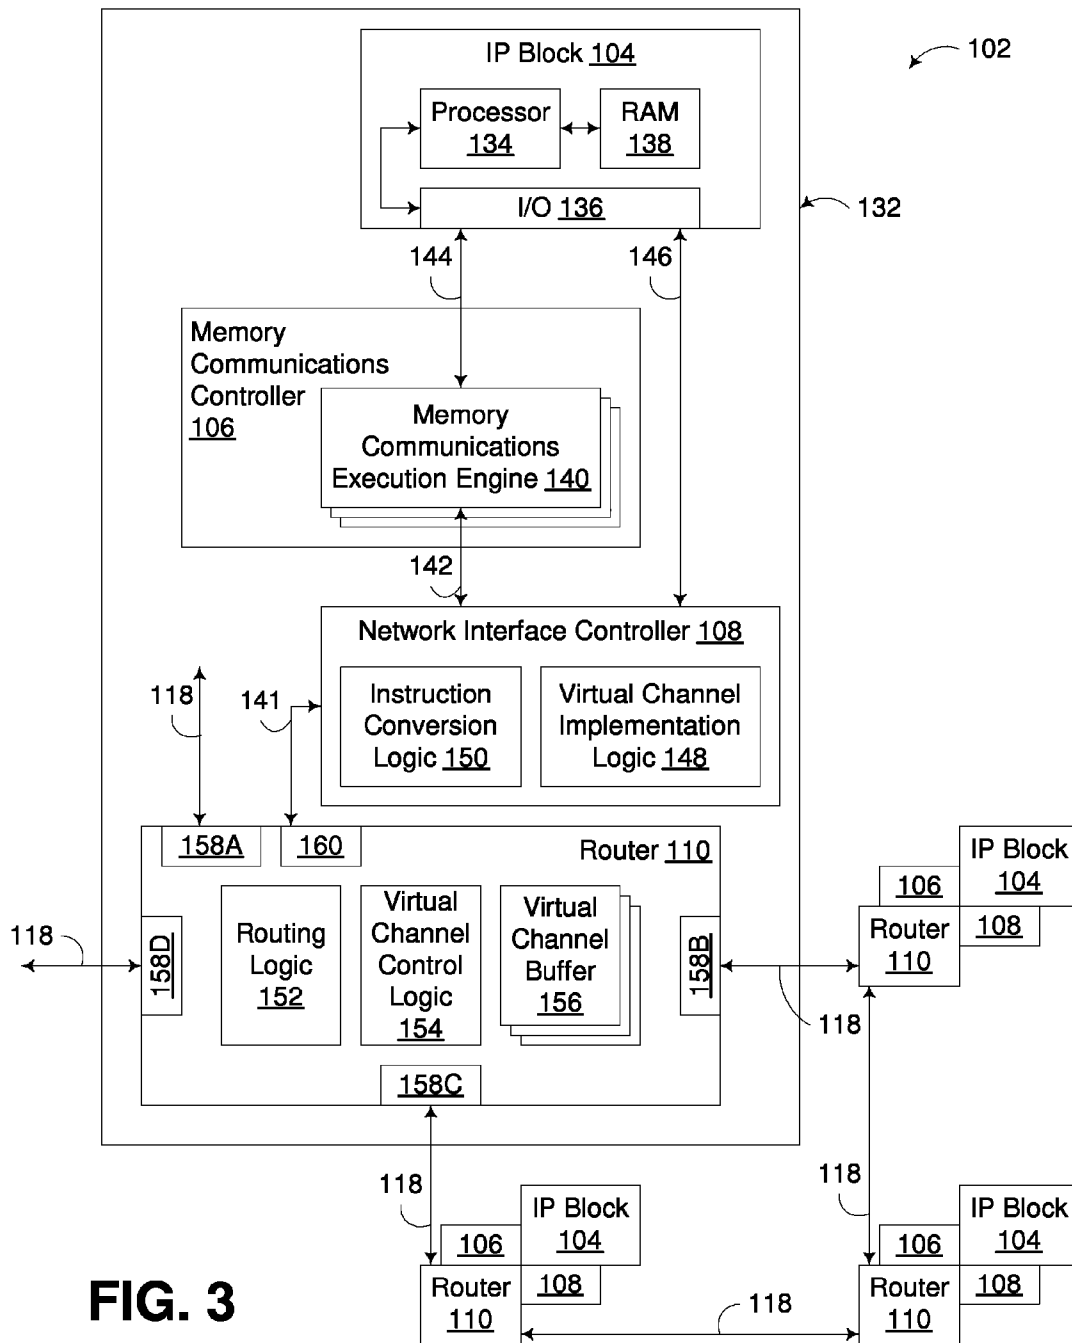 IP Block 104
102
Processor
134
RAM
138
I/O 136
132
144
146
Memory
Communications
Controller
106
Memory
Communications
Execution Engine 140
142
Network Interface Controller 108
118
141
Instruction
Conversion
Logic 150
Virtual Channel
Implementation
Logic 148
158A
160
Router 110
118
158D
Routing
Logic
152
Virtual
Channel
Control
Logic
154
Virtual
Channel
Buffer
156
158B
158C
118
106
IP Block
104
Router
110
108
118
118
106
IP Block
104
Router
110
108
118
106
IP Block
104
Router
110
108
FIG. 3